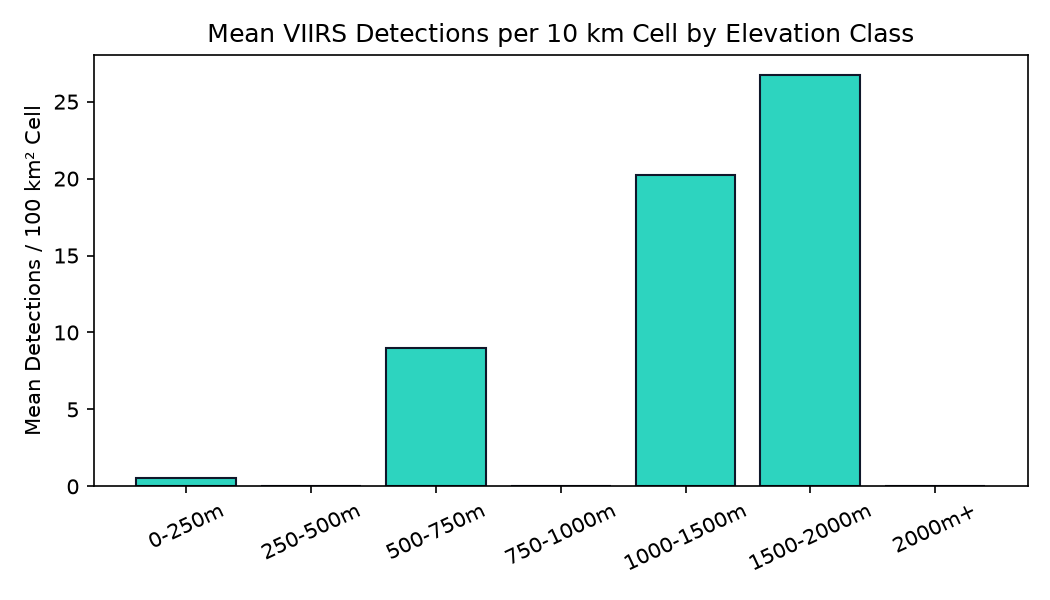 Mean VIIRS Detections per 10 km Cell by Elevation Class
Mean Detections / 100 km² Cell
25
20
15
10
5
0
0-250m
250-500m
500-750m
750-1000m
1000-1500m
1500-2000m
2000m+